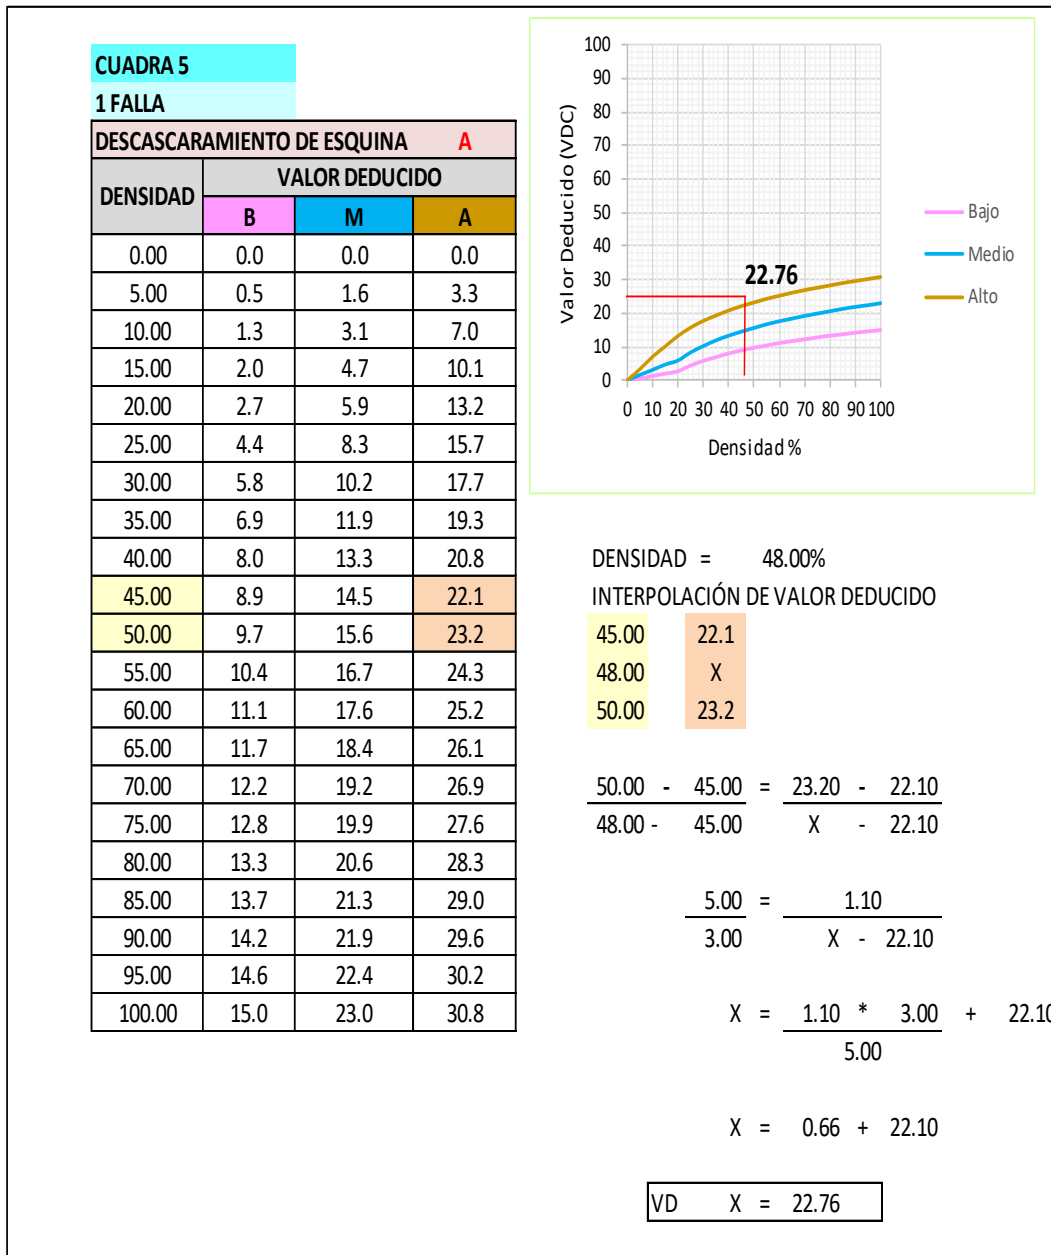 CUADRA 5
1 FALLA
DESCASCARAMIENTO DE ESQUINA A
DENSIDAD VALOR DEDUCIDO
B M A
0.00 0.0 0.0 0.0
5.00 0.5 1.6 3.3
10.00 1.3 3.1 7.0
15.00 2.0 4.7 10.1
20.00 2.7 5.9 13.2
25.00 4.4 8.3 15.7
30.00 5.8 10.2 17.7
35.00 6.9 11.9 19.3
40.00 8.0 13.3 20.8
45.00 8.9 14.5 22.1
50.00 9.7 15.6 23.2
55.00 10.4 16.7 24.3
60.00 11.1 17.6 25.2
65.00 11.7 18.4 26.1
70.00 12.2 19.2 26.9
75.00 12.8 19.9 27.6
80.00 13.3 20.6 28.3
85.00 13.7 21.3 29.0
90.00 14.2 21.9 29.6
95.00 14.6 22.4 30.2
100.00 15.0 23.0 30.8
Valor Deducido (VDC)
100
90
80
70
60
50
40
30
20
10
0
22.76
0 10 20 30 40 50 60 70 80 90 100
Densidad %
Bajo
Medio
Alto
DENSIDAD = 48.00%
INTERPOLACIÓN DE VALOR DEDUCIDO
45.00 22.1
48.00 X
50.00 23.2
50.00 - 45.00 = 23.20 - 22.10
48.00 - 45.00 X - 22.10
5.00 = 1.10
3.00 X - 22.10
X = 1.10 * 3.00 + 22.10
5.00
X = 0.66 + 22.10
VD X = 22.76